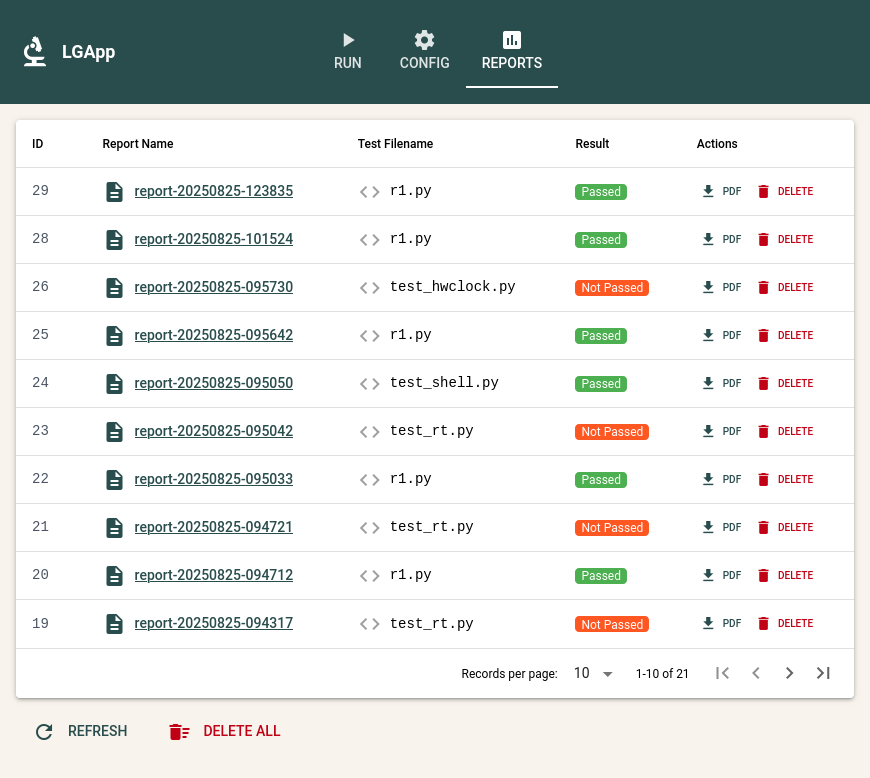 LGApp
RUN CONFIG REPORTS
ID Report Name Test Filename Result Actions
29 report-20250825-123835 r1.py Passed PDF DELETE
28 report-20250825-101524 r1.py Passed PDF DELETE
26 report-20250825-095730 test_hwclock.py Not Passed PDF DELETE
25 report-20250825-095642 r1.py Passed PDF DELETE
24 report-20250825-095050 test_shell.py Passed PDF DELETE
23 report-20250825-095042 test_rt.py Not Passed PDF DELETE
22 report-20250825-095033 r1.py Passed PDF DELETE
21 report-20250825-094721 test_rt.py Not Passed PDF DELETE
20 report-20250825-094712 r1.py Passed PDF DELETE
19 report-20250825-094317 test_rt.py Not Passed PDF DELETE
Records per page: 10 1-10 of 21
REFRESH DELETE ALL